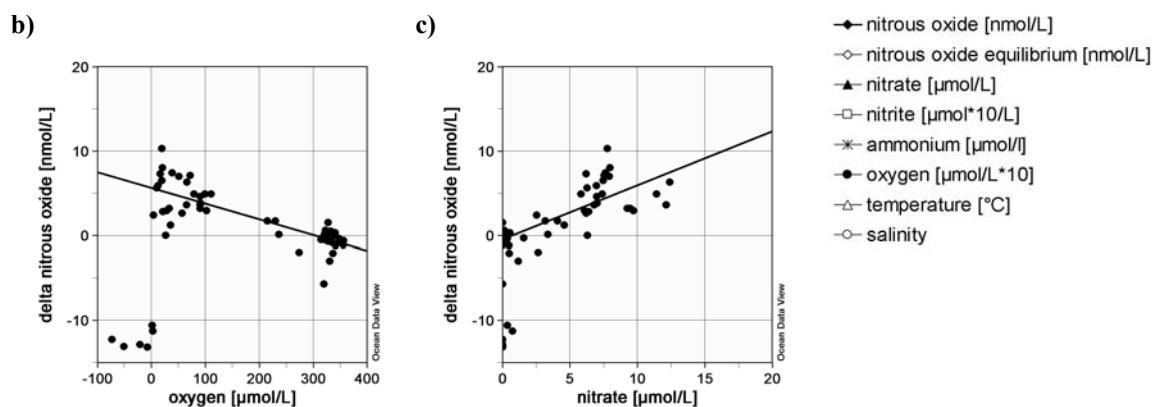 b)
delta nitrous oxide [nmol/L]
20
10
0
-10
-100 0 100 200 300 400
oxygen [µmol/L]
Ocean Data View
c)
delta nitrous oxide [nmol/L]
20
10
0
-10
0 5 10 15 20
nitrate [µmol/L]
Ocean Data View
nitrous oxide [nmol/L]
nitrous oxide equilibrium [nmol/L]
nitrate [µmol/L]
nitrite [µmol*10/L]
ammonium [µmol/l]
oxygen [µmol/L*10]
temperature [°C]
salinity